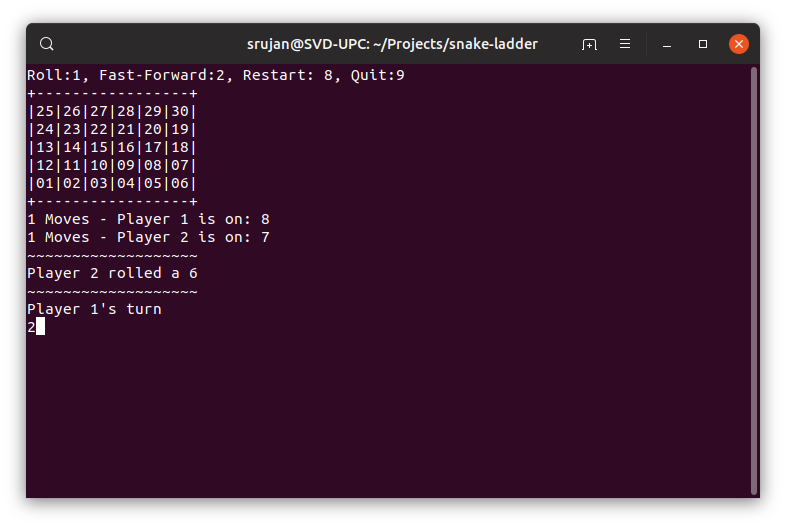 srujan@SVD-UPC: ~/Projects/snake-ladder
Roll:1, Fast-Forward:2, Restart: 8, Quit:9
+-----------------+
|25|26|27|28|29|30|
|24|23|22|21|20|19|
|13|14|15|16|17|18|
|12|11|10|09|08|07|
|01|02|03|04|05|06|
+-----------------+
1 Moves - Player 1 is on: 8
1 Moves - Player 2 is on: 7
~~~~~~~~~~~~~~~~~~~
Player 2 rolled a 6
~~~~~~~~~~~~~~~~~~~
Player 1's turn
2